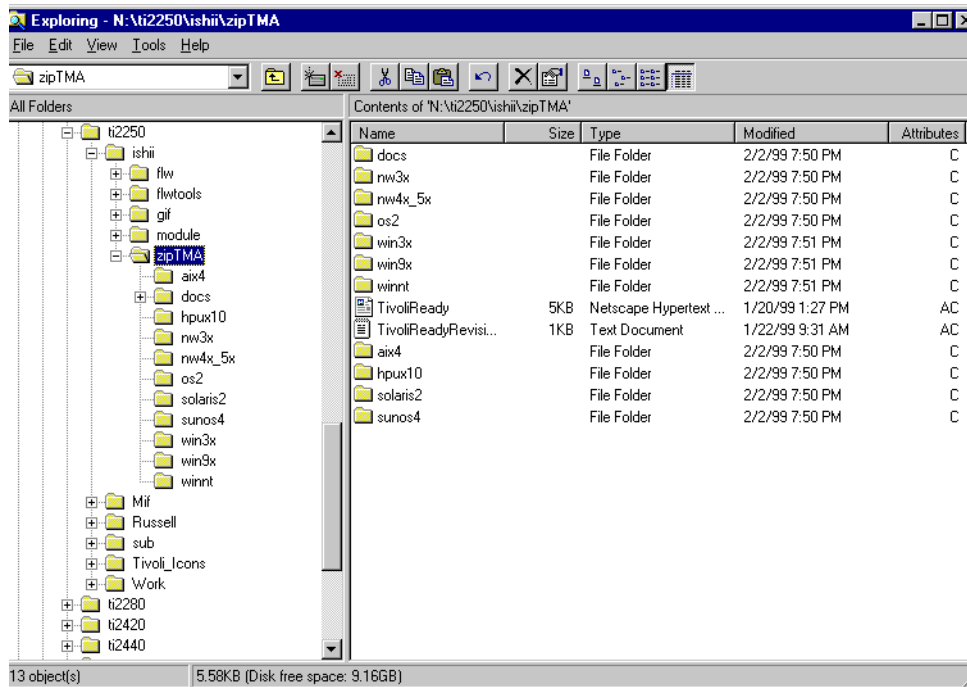 Exploring - N:\ti2250\ishii\zipTMA
File Edit View Tools Help
zipTMA
All Folders
Contents of 'N:\ti2250\ishii\zipTMA'
ti2250
ishii
flw
flwtools
gif
module
zipTMA
aix4
docs
hpux10
nw3x
nw4x_5x
os2
solaris2
sunos4
win3x
win9x
winnt
Mif
Russell
sub
Tivoli_Icons
Work
ti2280
ti2420
ti2440
Name Size Type Modified Attributes
docs File Folder 2/2/99 7:50 PM C
nw3x File Folder 2/2/99 7:50 PM C
nw4x_5x File Folder 2/2/99 7:50 PM C
os2 File Folder 2/2/99 7:50 PM C
win3x File Folder 2/2/99 7:51 PM C
win9x File Folder 2/2/99 7:51 PM C
winnt File Folder 2/2/99 7:51 PM C
TivoliReady 5KB Netscape Hypertext ... 1/20/99 1:27 PM AC
TivoliReadyRevisi... 1KB Text Document 1/22/99 9:31 AM AC
aix4 File Folder 2/2/99 7:50 PM C
hpux10 File Folder 2/2/99 7:50 PM C
solaris2 File Folder 2/2/99 7:50 PM C
sunos4 File Folder 2/2/99 7:50 PM C
13 object(s) 5.58KB (Disk free space: 9.16GB)